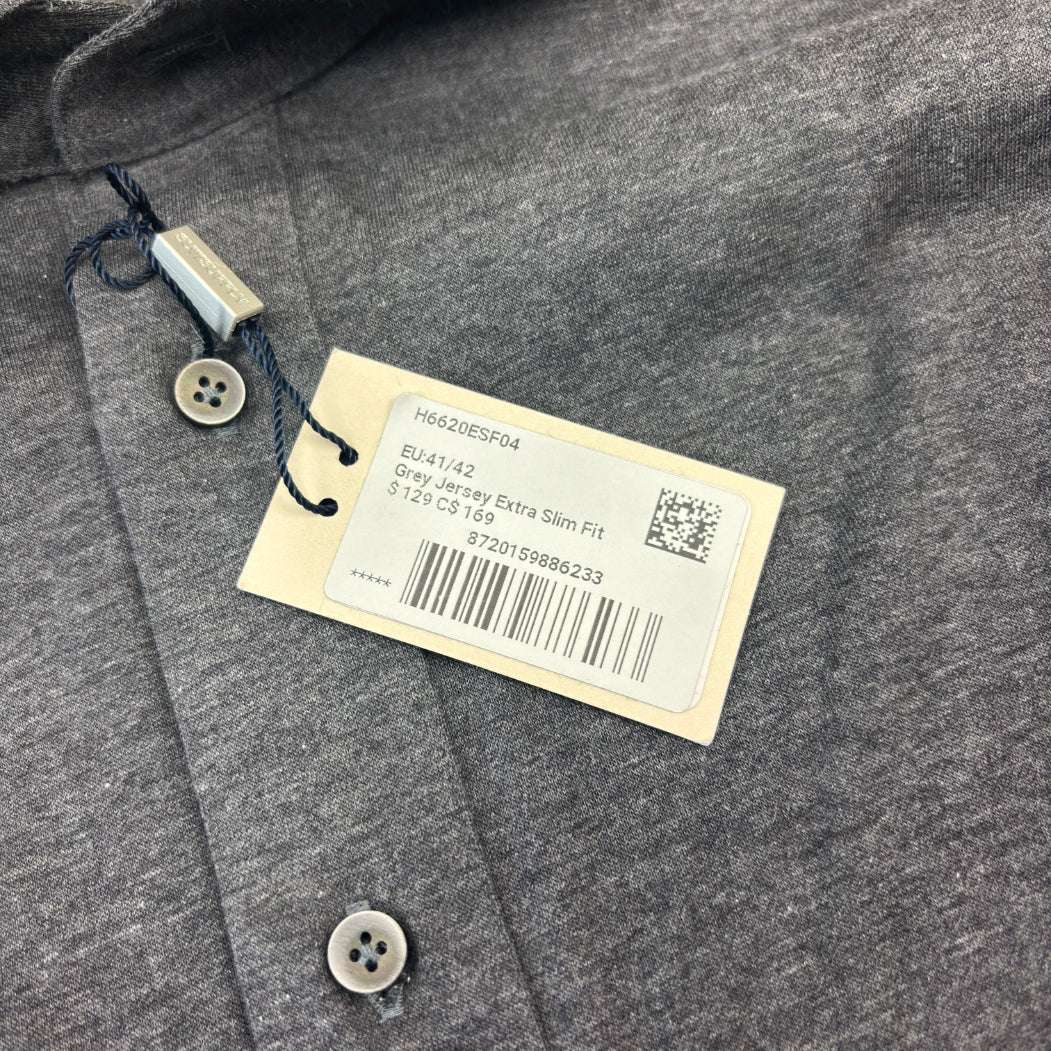 H6620ESF04
EU:41/42
Grey Jersey Extra Slim Fit
$ 129 C$ 169
8720159886233
*****